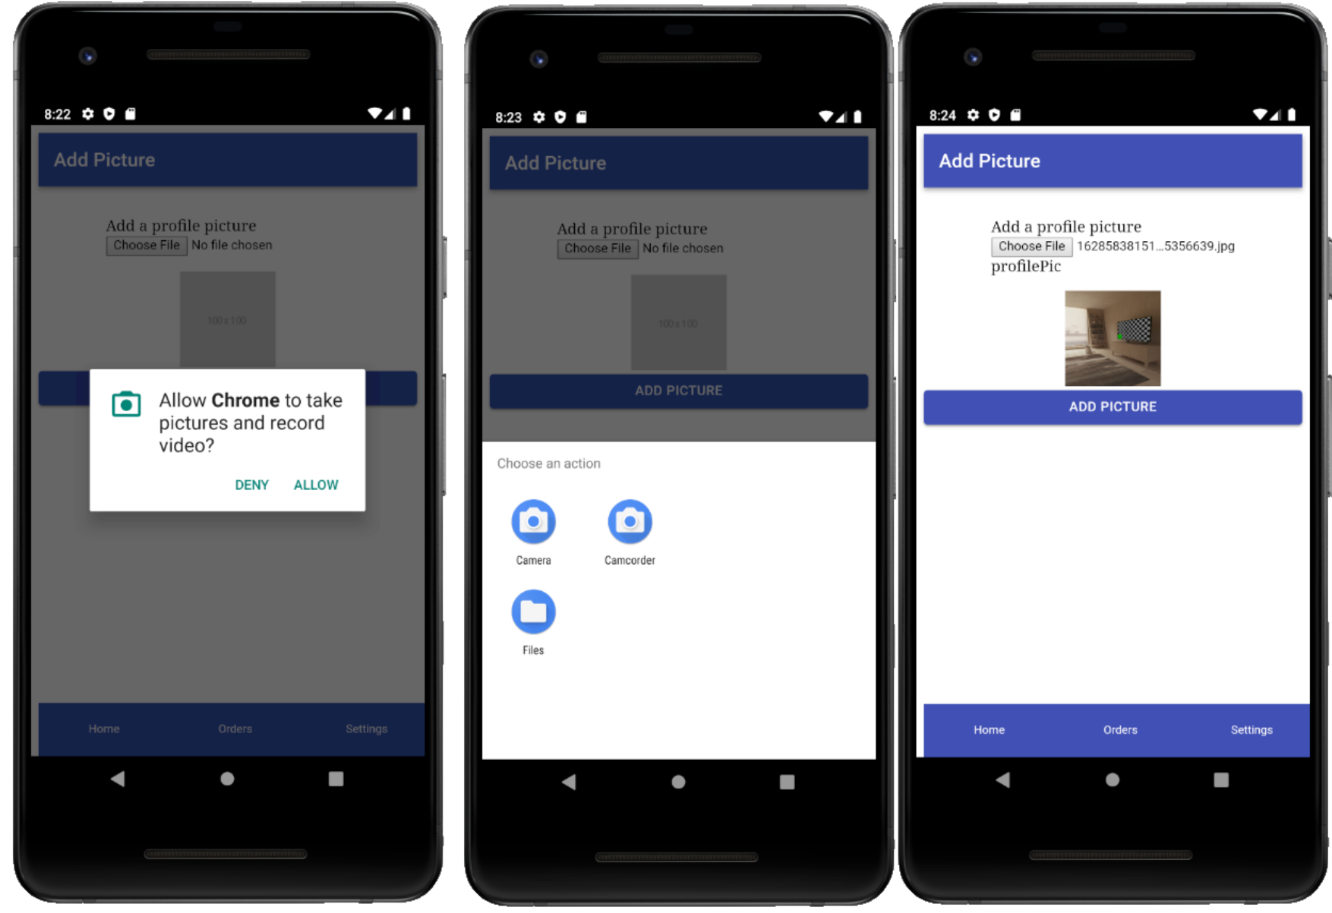 8:22
Add Picture
Add a profile picture
Choose File No file chosen
100 x 100
Allow Chrome to take
pictures and record
video?
DENY ALLOW
Home Orders Settings
8:23
Add Picture
Add a profile picture
Choose File No file chosen
100 x 100
ADD PICTURE
Choose an action
Camera Camcorder
Files
8:24
Add Picture
Add a profile picture
Choose File 16285838151...5356639.jpg
profilePic
ADD PICTURE
Home Orders Settings